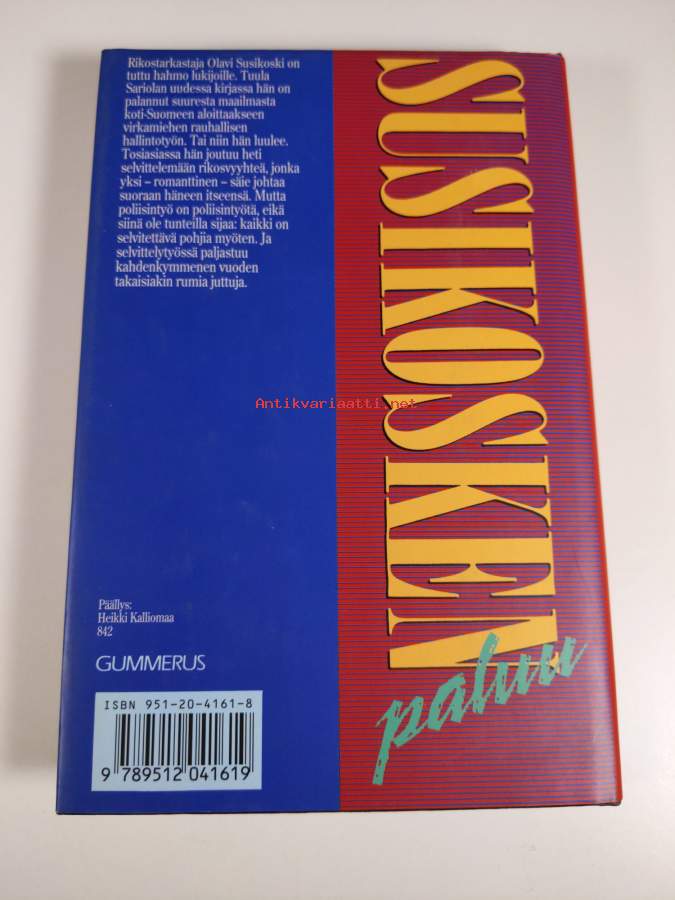 Rikostarkastaja Olavi Susikoski on
tuttu hahmo lukijoille. Tuula
Sariolan uudessa kirjassa hän on
palannut suuresta maailmasta
koti-Suomeen aloittaakseen
virkamiehen rauhallisen
hallintotyön. Tai niin hän luulee.
Tosiasiassa hän joutuu heti
selvittelemään rikosvyyhteä, jonka
yksi – romanttinen – säie johtaa
suoraan häneen itseensä. Mutta
poliisintyö on poliisintyötä, eikä
siinä ole tunteilla sijaa: kaikki on
selvitettävä pohjia myöten. Ja
selvittelytyössä paljastuu
kahdenkymmenen vuoden
takaisiakin rumia juttuja.
SUSIKOSKEN
paluu
Antikvariaatti.net
Päällys:
Heikki Kalliomaa
842
GUMMERUS
ISBN 951-20-4161-8
9 789512 041619